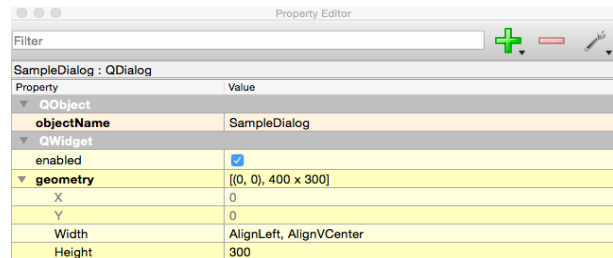 Property Editor
Filter
SampleDialog : QDialog
Property Value
QObject
objectName SampleDialog
QWidget
enabled
geometry [(0, 0), 400 x 300]
X 0
Y 0
Width AlignLeft, AlignVCenter
Height 300